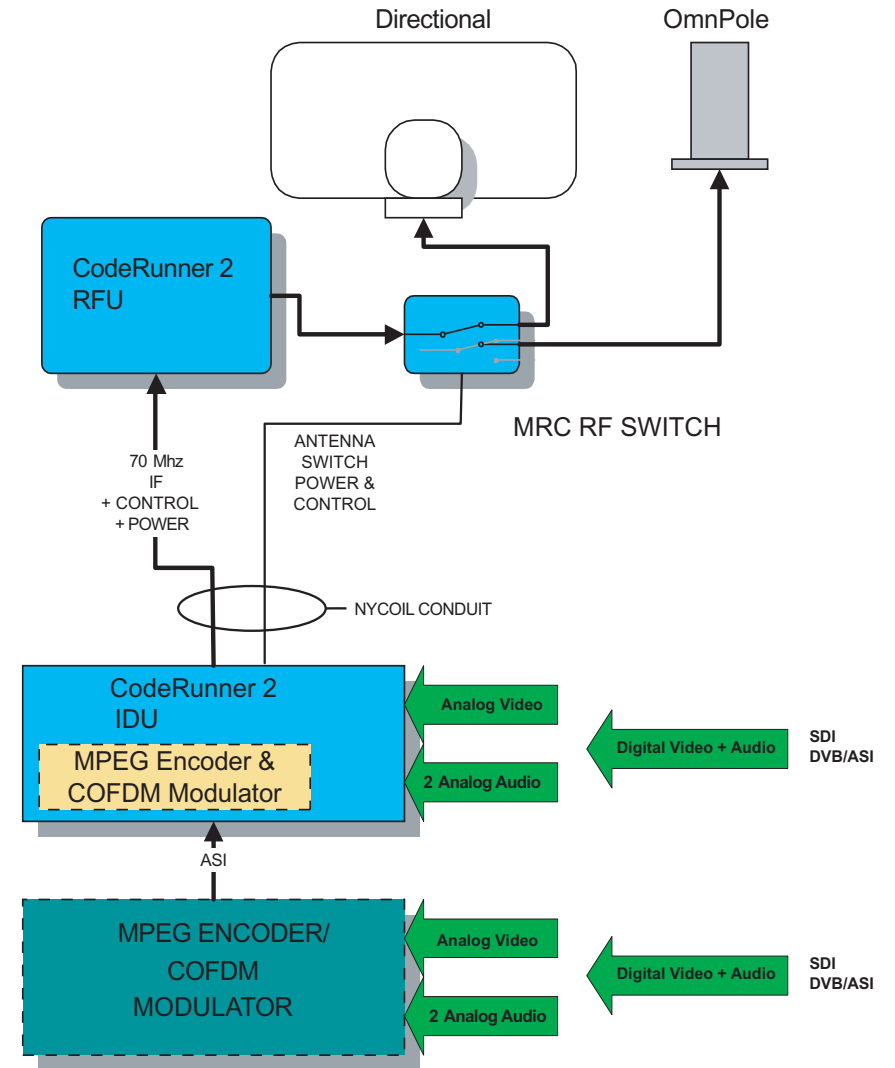 Directional
OmnPole
CodeRunner 2
RFU
MRC RF SWITCH
70 Mhz
IF
+ CONTROL
+ POWER
ANTENNA
SWITCH
POWER &
CONTROL
NYCOIL CONDUIT
CodeRunner 2
IDU
MPEG Encoder &
COFDM Modulator
Analog Video
2 Analog Audio
Digital Video + Audio
SDI
DVB/ASI
ASI
MPEG ENCODER/
COFDM
MODULATOR
Analog Video
2 Analog Audio
Digital Video + Audio
SDI
DVB/ASI